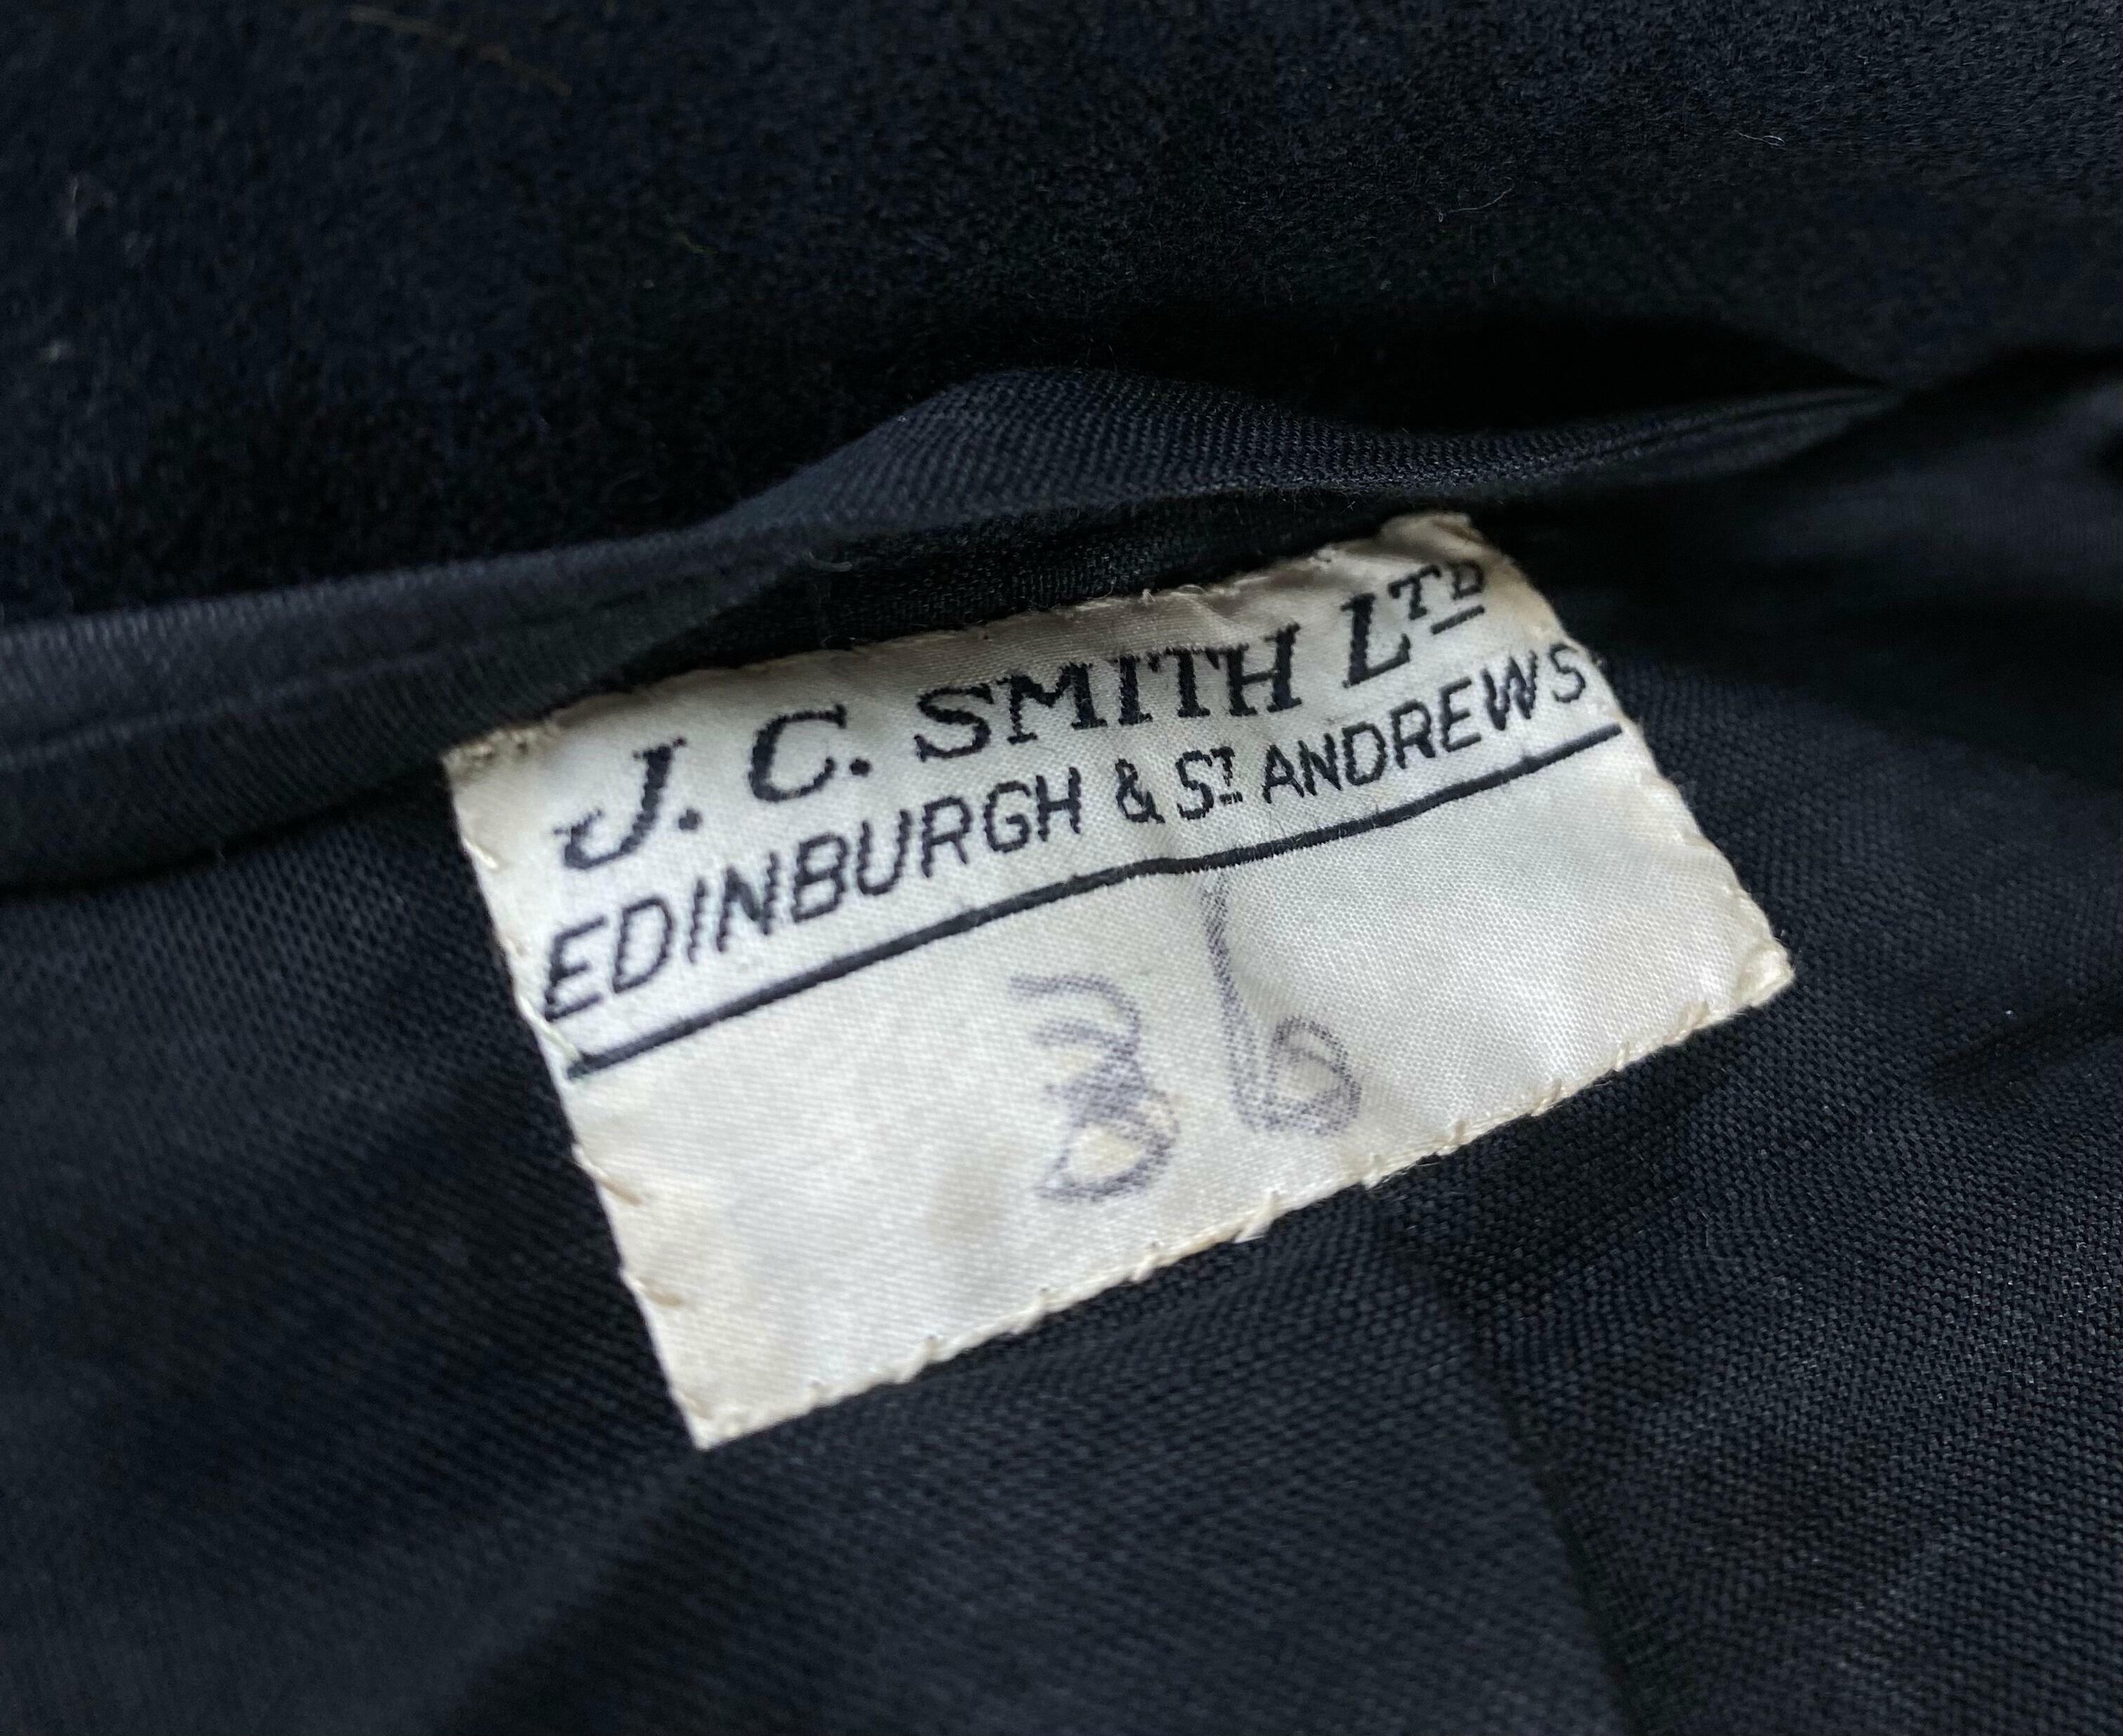 J. C. SMITH LTD
EDINBURGH & ST ANDREWS
36